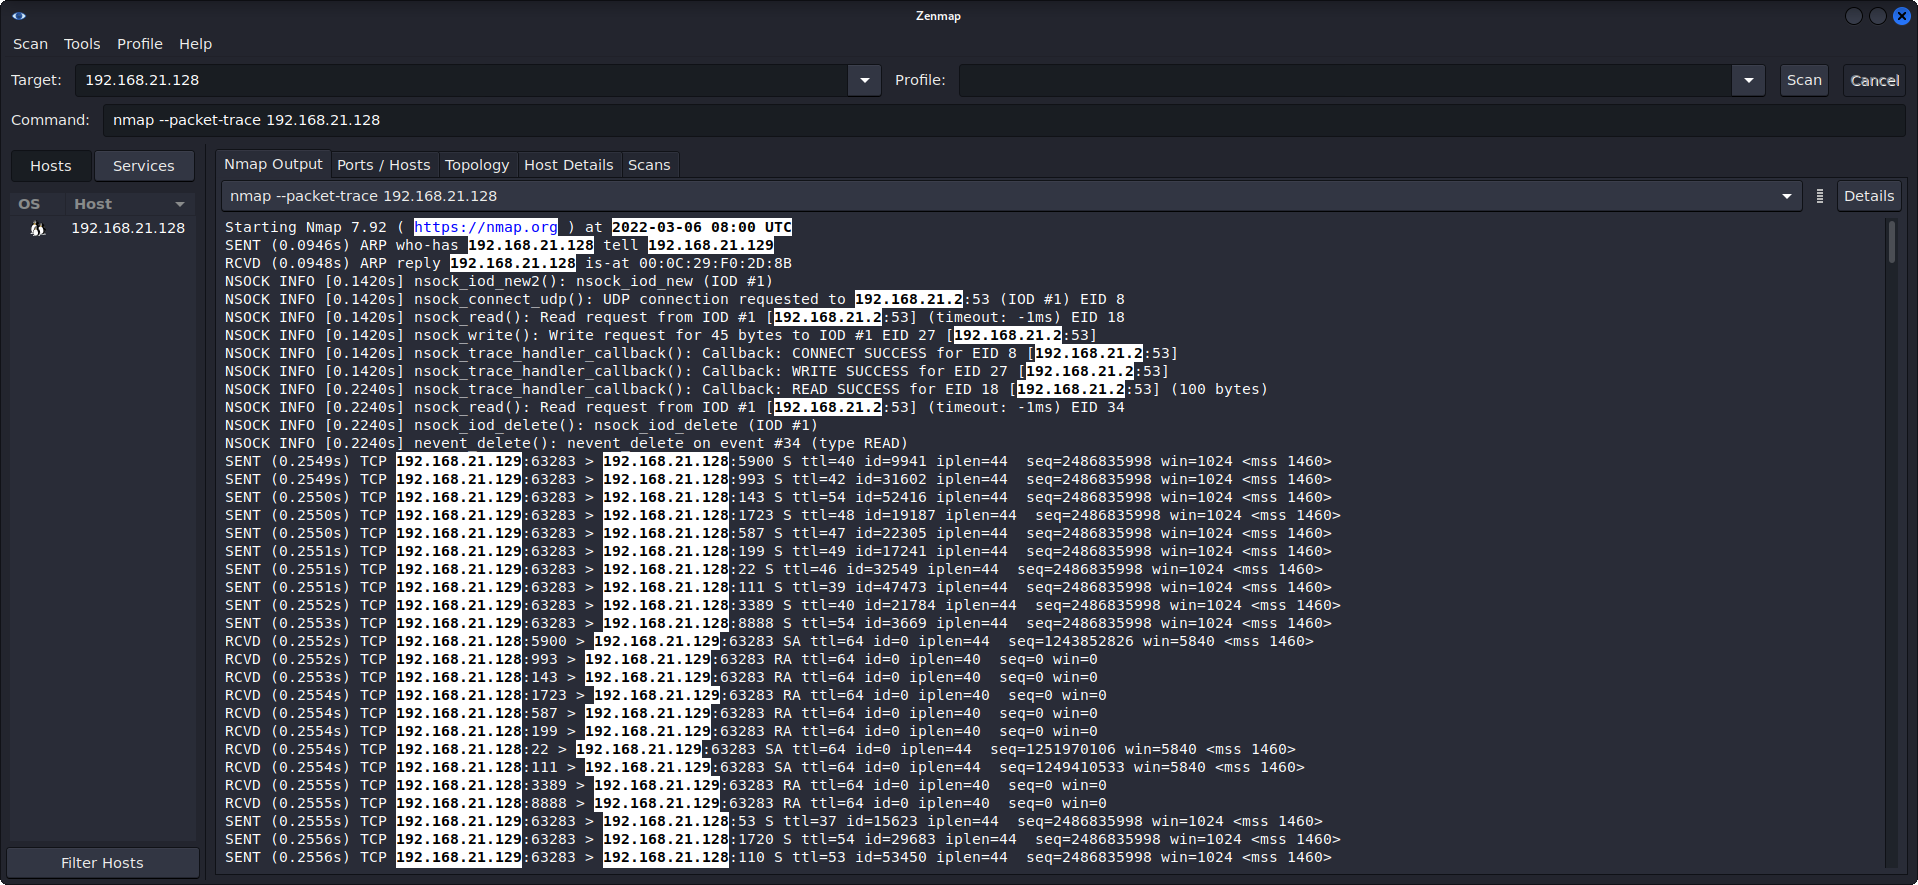 Zenmap
Scan Tools Profile Help
Target: 192.168.21.128 Profile: Scan Cancel
Command: nmap --packet-trace 192.168.21.128
Hosts Services
OS Host
192.168.21.128
Filter Hosts
Nmap Output Ports / Hosts Topology Host Details Scans
nmap --packet-trace 192.168.21.128 Details
Starting Nmap 7.92 ( https://nmap.org ) at 2022-03-06 08:00 UTC
SENT (0.0946s) ARP who-has 192.168.21.128 tell 192.168.21.129
RCVD (0.0948s) ARP reply 192.168.21.128 is-at 00:0C:29:F0:2D:8B
NSOCK INFO [0.1420s] nsock_iod_new2(): nsock_iod_new (IOD #1)
NSOCK INFO [0.1420s] nsock_connect_udp(): UDP connection requested to 192.168.21.2:53 (IOD #1) EID 8
NSOCK INFO [0.1420s] nsock_read(): Read request from IOD #1 [192.168.21.2:53] (timeout: -1ms) EID 18
NSOCK INFO [0.1420s] nsock_write(): Write request for 45 bytes to IOD #1 EID 27 [192.168.21.2:53]
NSOCK INFO [0.1420s] nsock_trace_handler_callback(): Callback: CONNECT SUCCESS for EID 8 [192.168.21.2:53]
NSOCK INFO [0.1420s] nsock_trace_handler_callback(): Callback: WRITE SUCCESS for EID 27 [192.168.21.2:53]
NSOCK INFO [0.2240s] nsock_trace_handler_callback(): Callback: READ SUCCESS for EID 18 [192.168.21.2:53] (100 bytes)
NSOCK INFO [0.2240s] nsock_read(): Read request from IOD #1 [192.168.21.2:53] (timeout: -1ms) EID 34
NSOCK INFO [0.2240s] nsock_iod_delete(): nsock_iod_delete (IOD #1)
NSOCK INFO [0.2240s] nevent_delete(): nevent_delete on event #34 (type READ)
SENT (0.2549s) TCP 192.168.21.129:63283 > 192.168.21.128:5900 S ttl=40 id=9941 iplen=44  seq=2486835998 win=1024 <mss 1460>
SENT (0.2549s) TCP 192.168.21.129:63283 > 192.168.21.128:993 S ttl=42 id=31602 iplen=44  seq=2486835998 win=1024 <mss 1460>
SENT (0.2550s) TCP 192.168.21.129:63283 > 192.168.21.128:143 S ttl=54 id=52416 iplen=44  seq=2486835998 win=1024 <mss 1460>
SENT (0.2550s) TCP 192.168.21.129:63283 > 192.168.21.128:1723 S ttl=48 id=19187 iplen=44  seq=2486835998 win=1024 <mss 1460>
SENT (0.2550s) TCP 192.168.21.129:63283 > 192.168.21.128:587 S ttl=47 id=22305 iplen=44  seq=2486835998 win=1024 <mss 1460>
SENT (0.2551s) TCP 192.168.21.129:63283 > 192.168.21.128:199 S ttl=49 id=17241 iplen=44  seq=2486835998 win=1024 <mss 1460>
SENT (0.2551s) TCP 192.168.21.129:63283 > 192.168.21.128:22 S ttl=46 id=32549 iplen=44  seq=2486835998 win=1024 <mss 1460>
SENT (0.2551s) TCP 192.168.21.129:63283 > 192.168.21.128:111 S ttl=39 id=47473 iplen=44  seq=2486835998 win=1024 <mss 1460>
SENT (0.2552s) TCP 192.168.21.129:63283 > 192.168.21.128:3389 S ttl=40 id=21784 iplen=44  seq=2486835998 win=1024 <mss 1460>
SENT (0.2553s) TCP 192.168.21.129:63283 > 192.168.21.128:8888 S ttl=54 id=3669 iplen=44  seq=2486835998 win=1024 <mss 1460>
RCVD (0.2552s) TCP 192.168.21.128:5900 > 192.168.21.129:63283 SA ttl=64 id=0 iplen=44  seq=1243852826 win=5840 <mss 1460>
RCVD (0.2552s) TCP 192.168.21.128:993 > 192.168.21.129:63283 RA ttl=64 id=0 iplen=40  seq=0 win=0
RCVD (0.2553s) TCP 192.168.21.128:143 > 192.168.21.129:63283 RA ttl=64 id=0 iplen=40  seq=0 win=0
RCVD (0.2554s) TCP 192.168.21.128:1723 > 192.168.21.129:63283 RA ttl=64 id=0 iplen=40  seq=0 win=0
RCVD (0.2554s) TCP 192.168.21.128:587 > 192.168.21.129:63283 RA ttl=64 id=0 iplen=40  seq=0 win=0
RCVD (0.2554s) TCP 192.168.21.128:199 > 192.168.21.129:63283 RA ttl=64 id=0 iplen=40  seq=0 win=0
RCVD (0.2554s) TCP 192.168.21.128:22 > 192.168.21.129:63283 SA ttl=64 id=0 iplen=44  seq=1251970106 win=5840 <mss 1460>
RCVD (0.2554s) TCP 192.168.21.128:111 > 192.168.21.129:63283 SA ttl=64 id=0 iplen=44  seq=1249410533 win=5840 <mss 1460>
RCVD (0.2555s) TCP 192.168.21.128:3389 > 192.168.21.129:63283 RA ttl=64 id=0 iplen=40  seq=0 win=0
RCVD (0.2555s) TCP 192.168.21.128:8888 > 192.168.21.129:63283 RA ttl=64 id=0 iplen=40  seq=0 win=0
SENT (0.2555s) TCP 192.168.21.129:63283 > 192.168.21.128:53 S ttl=37 id=15623 iplen=44  seq=2486835998 win=1024 <mss 1460>
SENT (0.2556s) TCP 192.168.21.129:63283 > 192.168.21.128:1720 S ttl=54 id=29683 iplen=44  seq=2486835998 win=1024 <mss 1460>
SENT (0.2556s) TCP 192.168.21.129:63283 > 192.168.21.128:110 S ttl=53 id=53450 iplen=44  seq=2486835998 win=1024 <mss 1460>